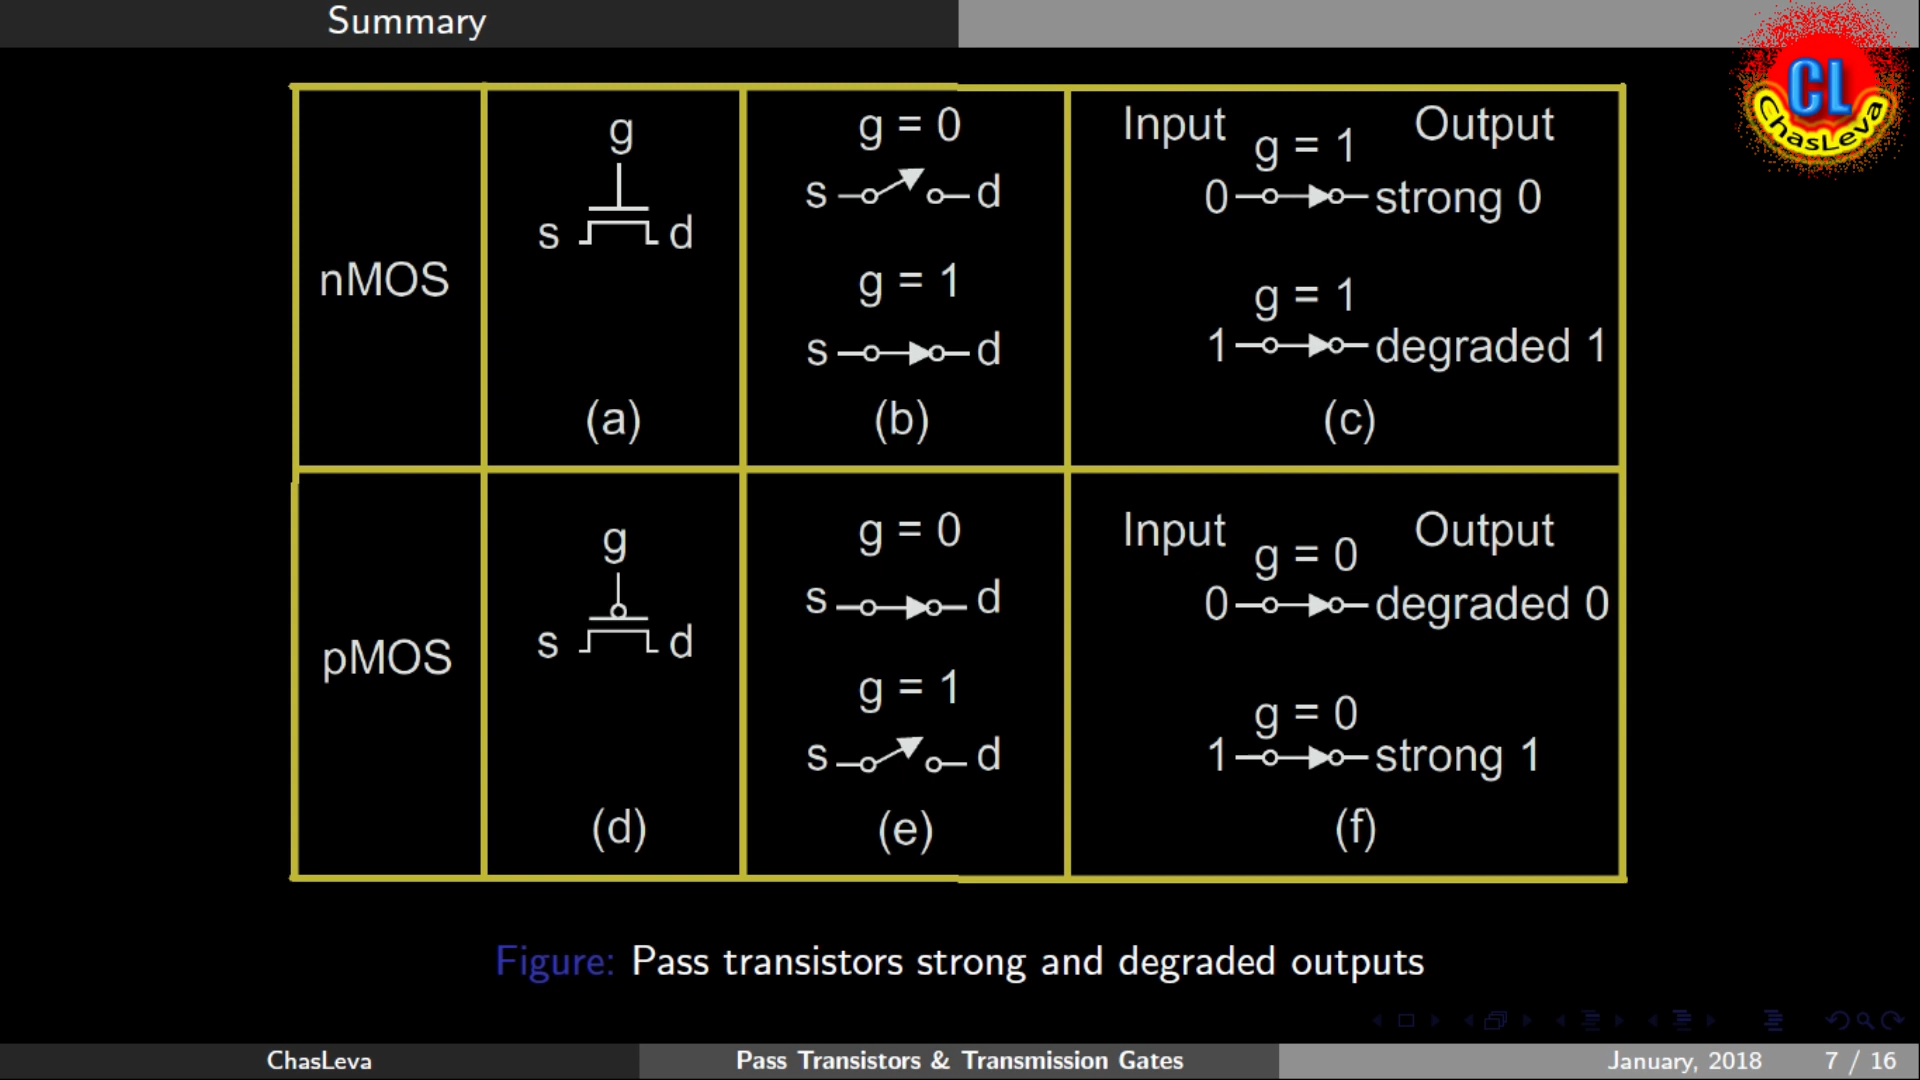 Summary
CL
ChasLeva
nMOS
g
s d
(a)
g = 0
s d
g = 1
s d
(b)
Input Output
g = 1
0 strong 0
g = 1
1 degraded 1
(c)
pMOS
g
s d
(d)
g = 0
s d
g = 1
s d
(e)
Input Output
g = 0
0 degraded 0
g = 0
1 strong 1
(f)
Figure: Pass transistors strong and degraded outputs
ChasLeva Pass Transistors & Transmission Gates January, 2018 7 / 16